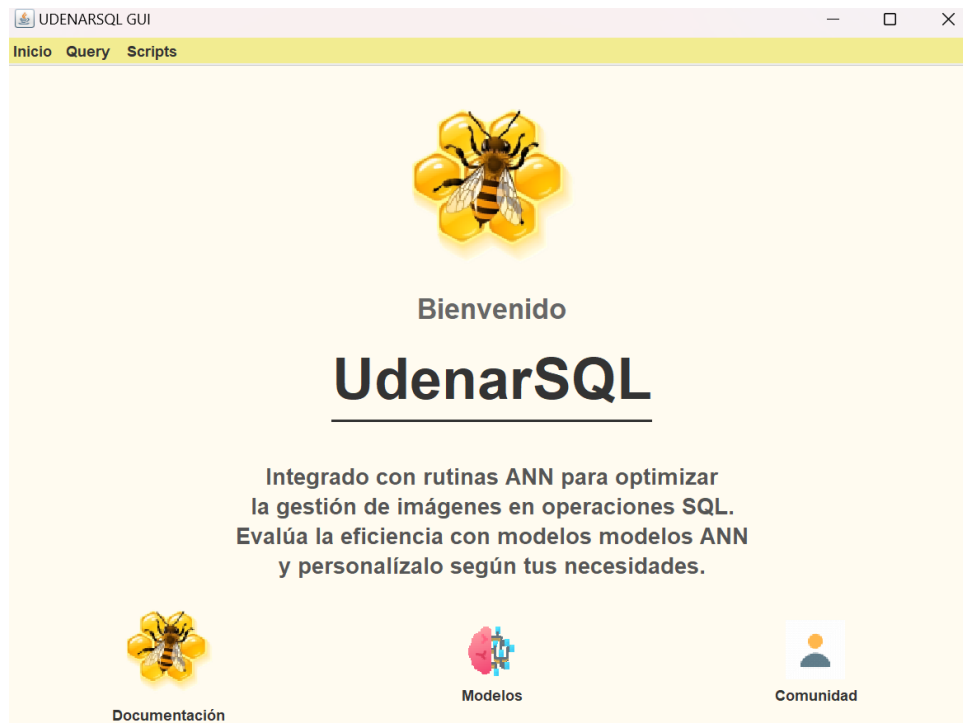 UDENARSQL GUI
Inicio Query Scripts
Bienvenido
UdenarSQL
Integrado con rutinas ANN para optimizar
la gestión de imágenes en operaciones SQL.
Evalúa la eficiencia con modelos modelos ANN
y personalízalo según tus necesidades.
Documentación
Modelos
Comunidad